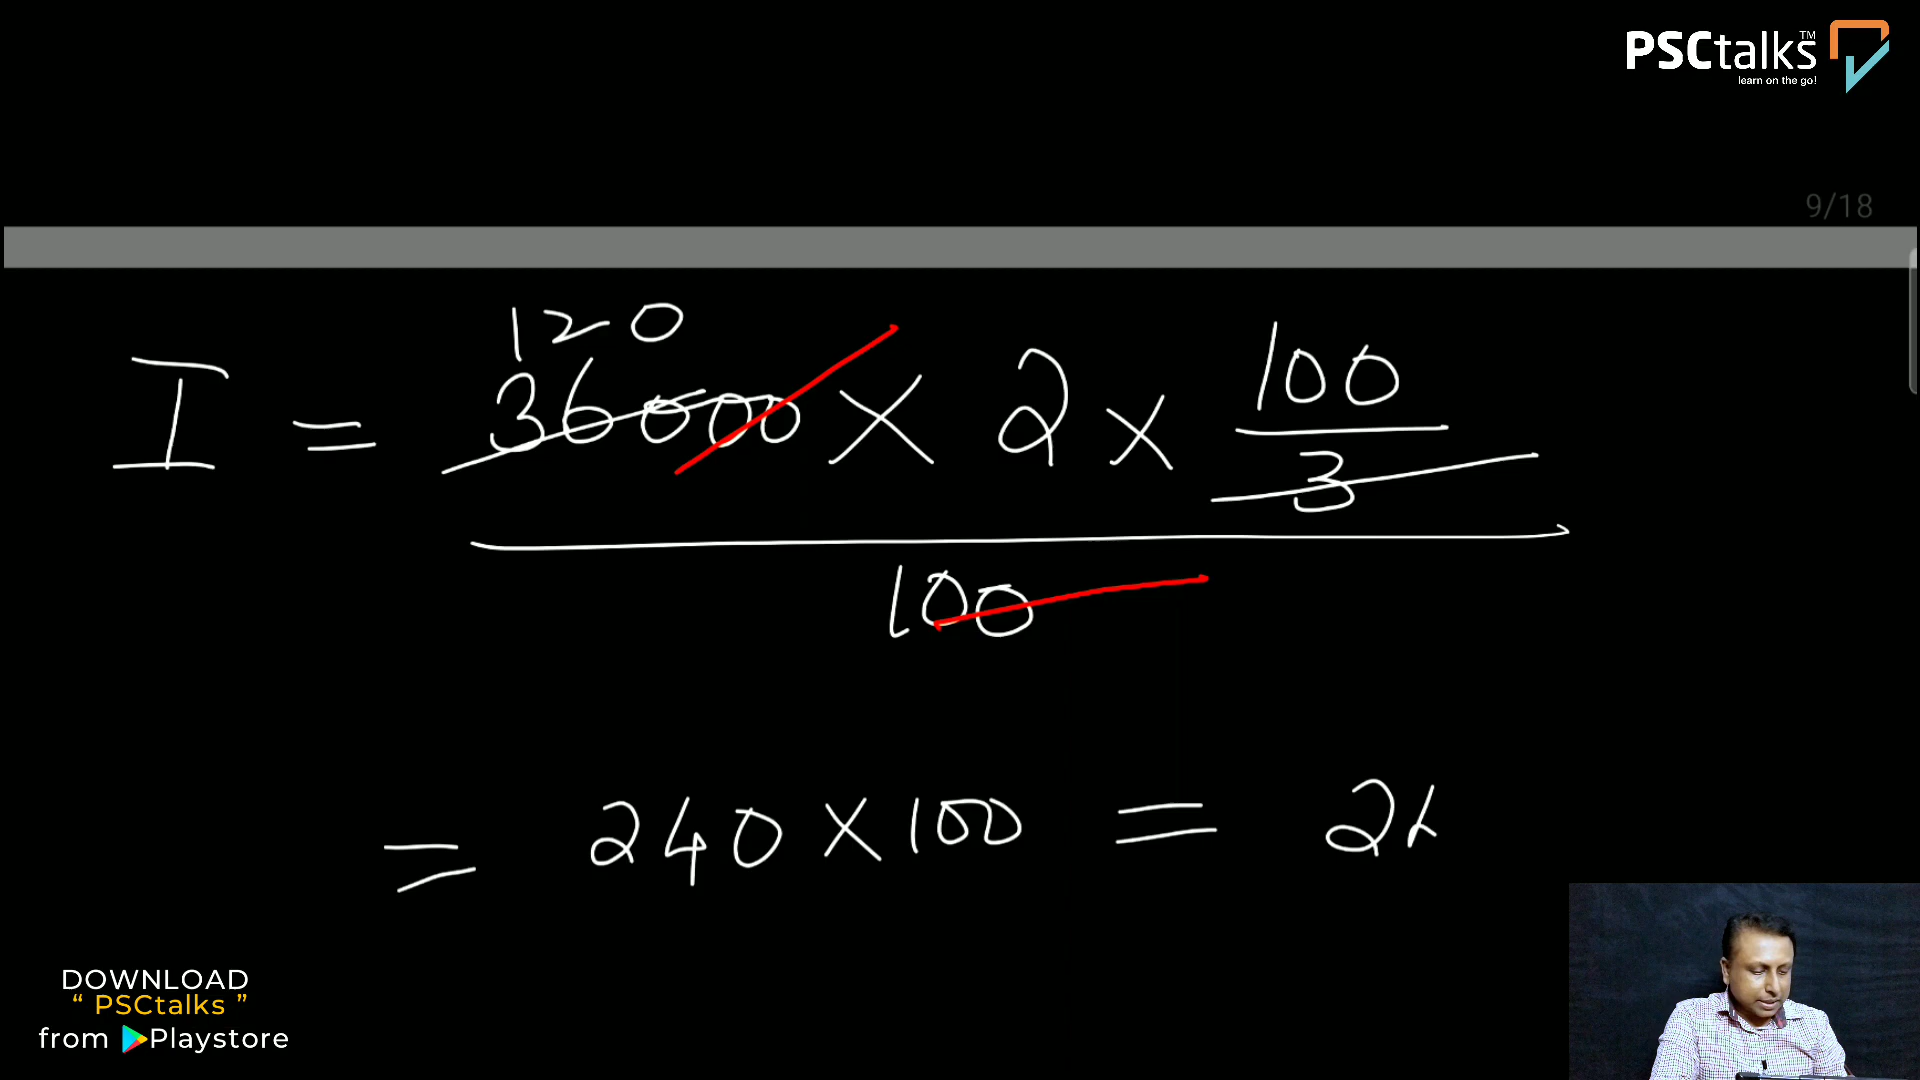 PSCtalks™
learn on the go!
9/18
120
I = 36000 × 2 × 100/3
100
= 240 × 100 = 24
DOWNLOAD
“ PSCtalks ”
from Playstore